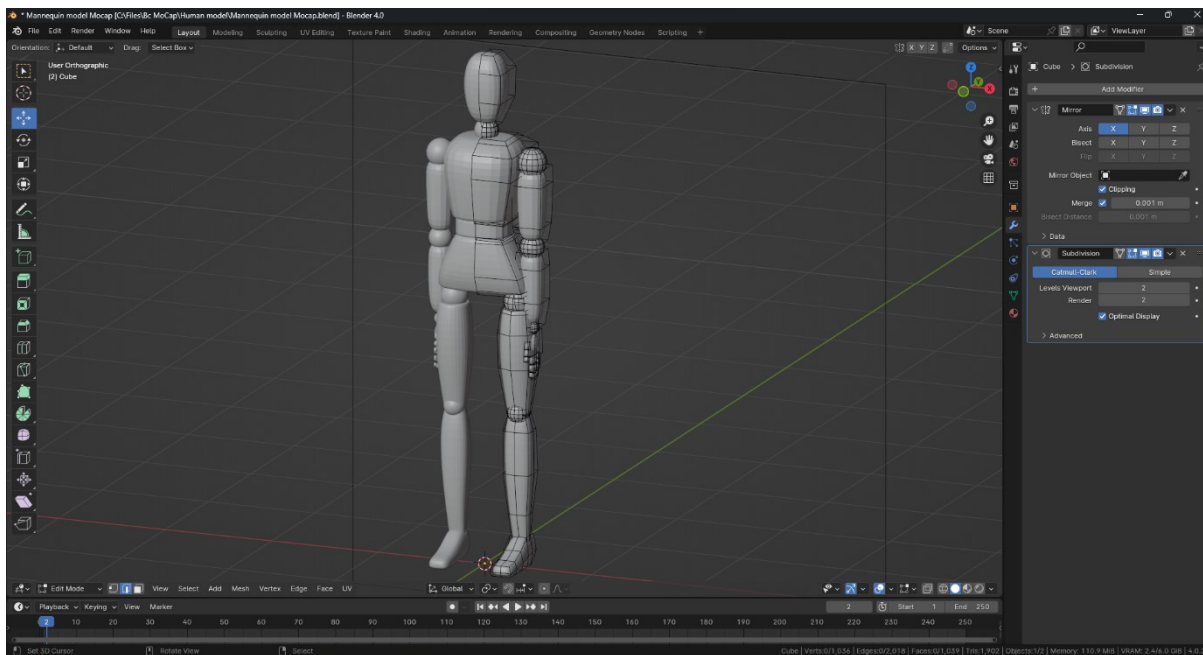 * Mannequin model Mocap [C:\Files\Bc MoCap\Human model\Mannequin model Mocap.blend] - Blender 4.0
File Edit Render Window Help Layout Modeling Sculpting UV Editing Texture Paint Shading Animation Rendering Compositing Geometry Nodes Scripting + Scene ViewLayer
Orientation: Default Drag: Select Box X Y Z Options
User Orthographic
(2) Cube
Z
Y
X
Cube > Subdivision
+ Add Modifier
Mirror
Axis X Y Z
Bisect X Y Z
Flip X Y Z
Mirror Object
Clipping
Merge 0.001 m
Bisect Distance 0.001 m
> Data
Subdivision
Catmull-Clark Simple
Levels Viewport 2
Render 2
Optimal Display
> Advanced
Edit Mode View Select Add Mesh Vertex Edge Face UV Global
Playback Keying View Marker 2 Start 1 End 250
2 10 20 30 40 50 60 70 80 90 100 110 120 130 140 150 160 170 180 190 200 210 220 230 240 250
Set 3D Cursor Rotate View Select Cube | Verts:0/1,036 | Edges:0/2,018 | Faces:0/1,039 | Tris:1,902 | Objects:1/2 | Memory: 110.9 MiB | VRAM: 2.4/6.0 GiB | 4.0